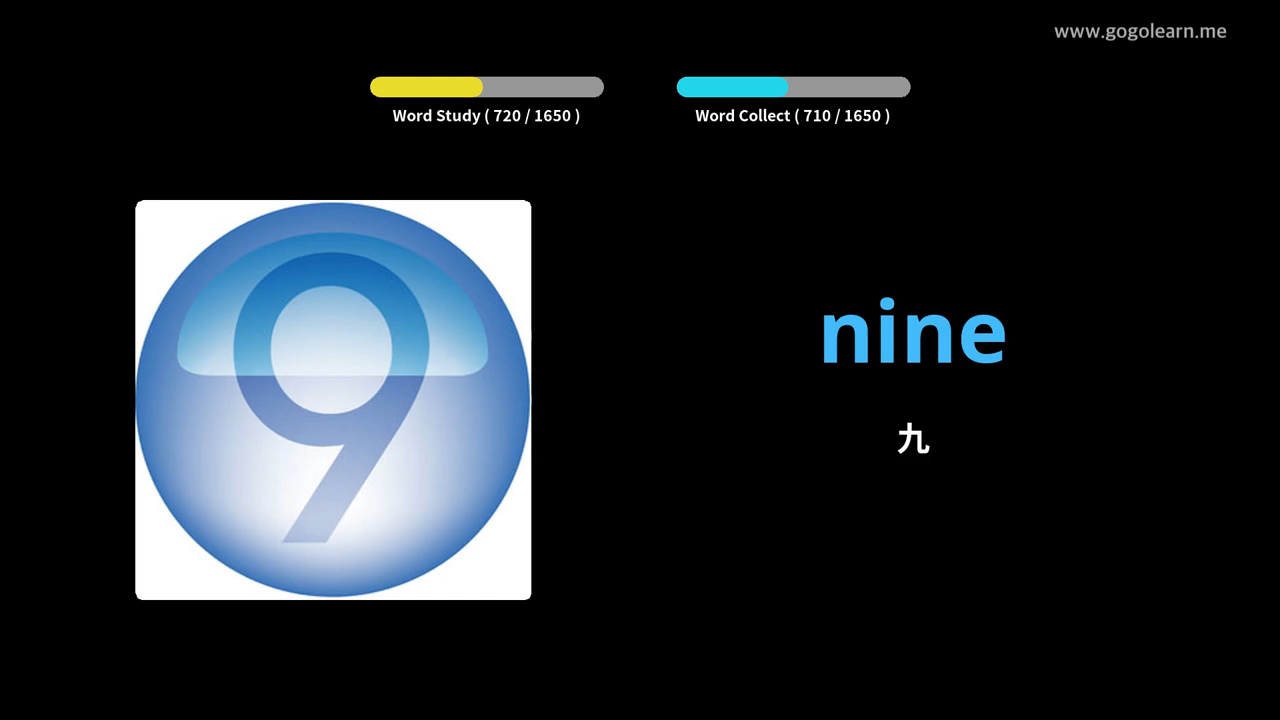 www.gogolearn.me
Word Study ( 720 / 1650 )
Word Collect ( 710 / 1650 )
9
nine
九